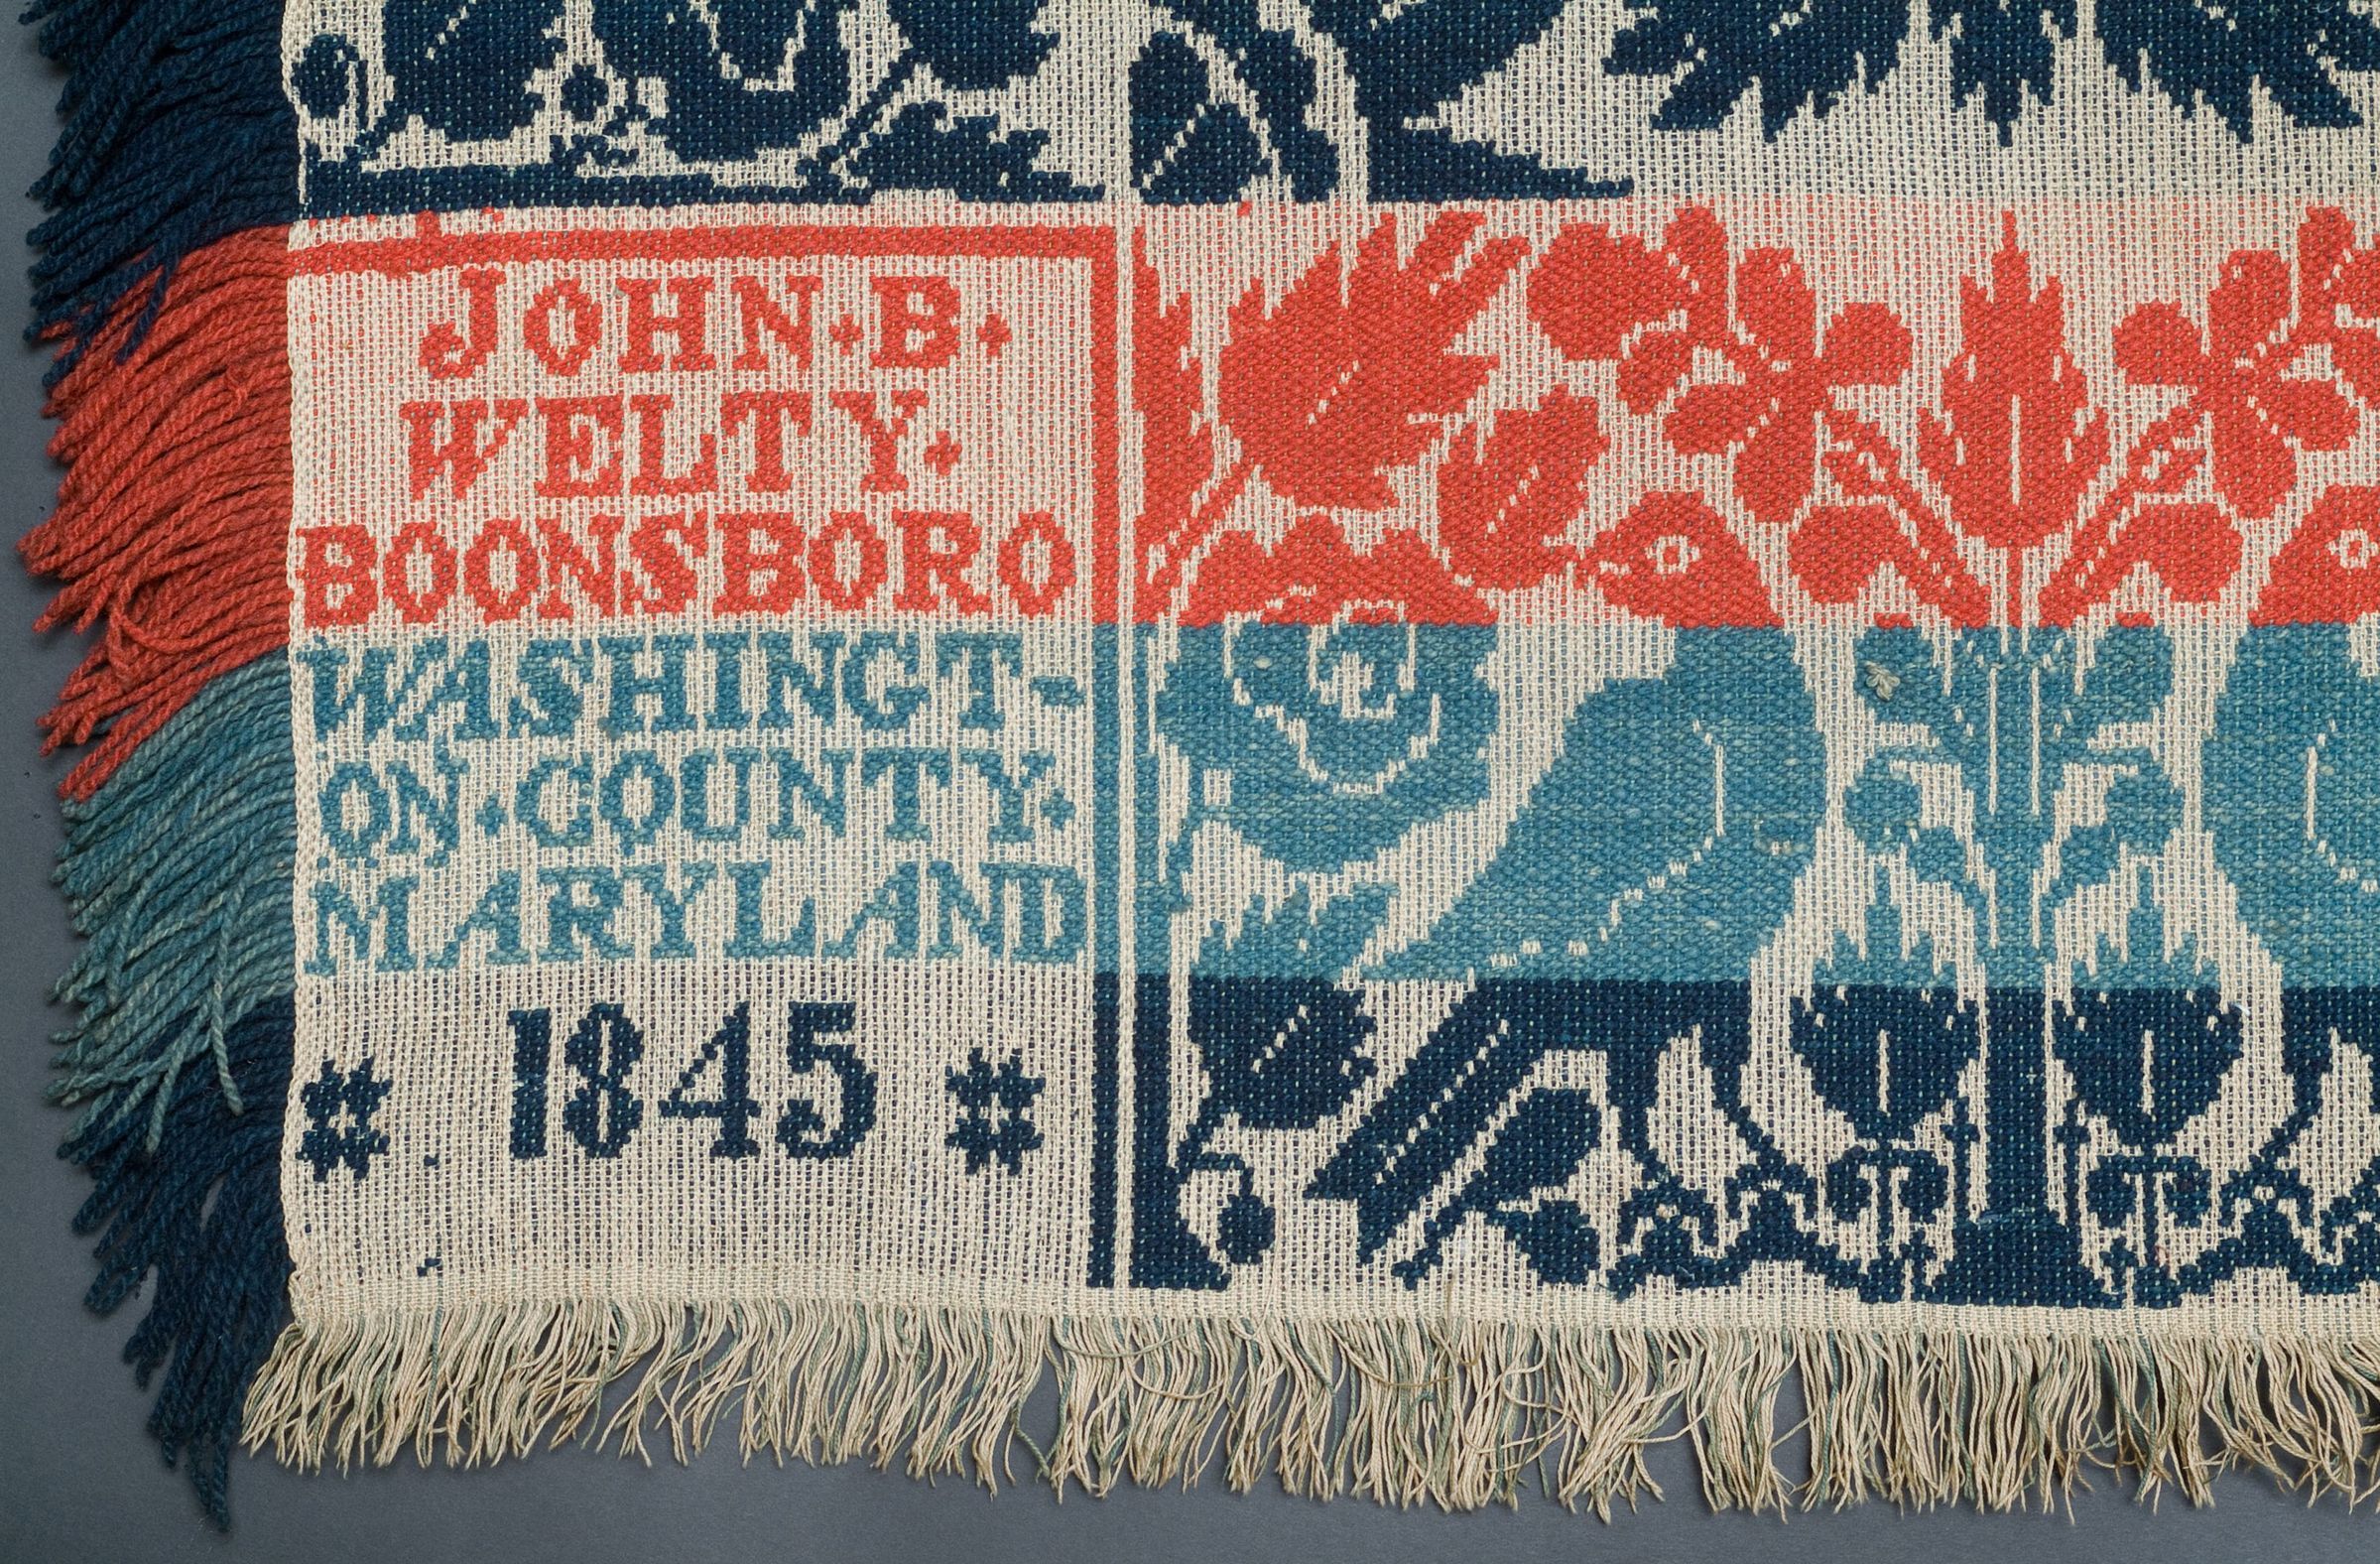 JOHN·B·
WELTY·
BOONSBORO
WASHINGT-
ON·COUNTY·
MARYLAND
1845